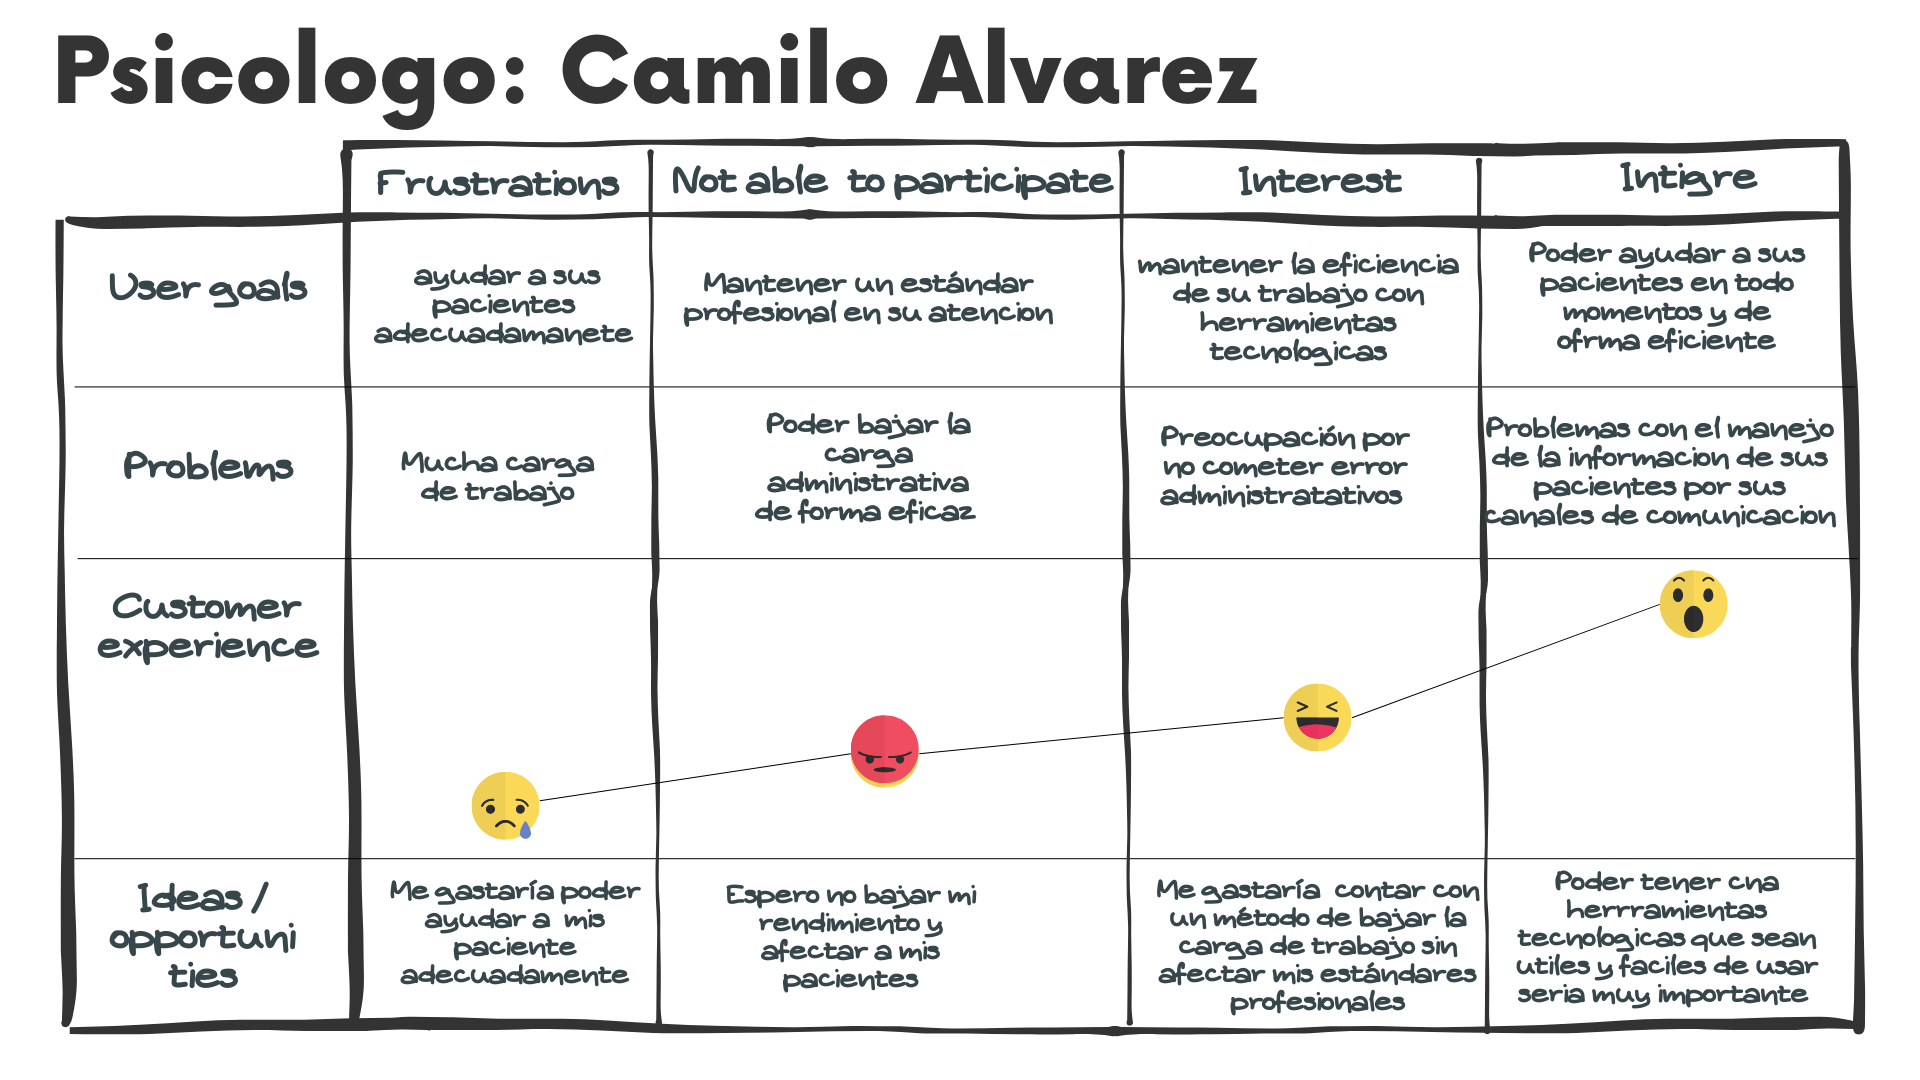 Psicologo: Camilo Alvarez
Frustrations
Not able to participate
Interest
Intigre
User goals
ayudar a sus
pacientes
adecuadamanete
Mantener un estándar
profesional en su atencion
mantener la eficiencia
de su trabajo con
herramientas
tecnologicas
Poder ayudar a sus
pacientes en todo
momentos y de
ofrma eficiente
Problems
Mucha carga
de trabajo
Poder bajar la
carga
administrativa
de forma eficaz
Preocupación por
no cometer error
administratativos
Problemas con el manejo
de la informacion de sus
pacientes por sus
canales de comunicacion
Customer
experience
Ideas /
opportuni
ties
Me gastaría poder
ayudar a mis
paciente
adecuadamente
Espero no bajar mi
rendimiento y
afectar a mis
pacientes
Me gastaría contar con
un método de bajar la
carga de trabajo sin
afectar mis estándares
profesionales
Poder tener cna
herrramientas
tecnologicas que sean
utiles y faciles de usar
seria muy importante